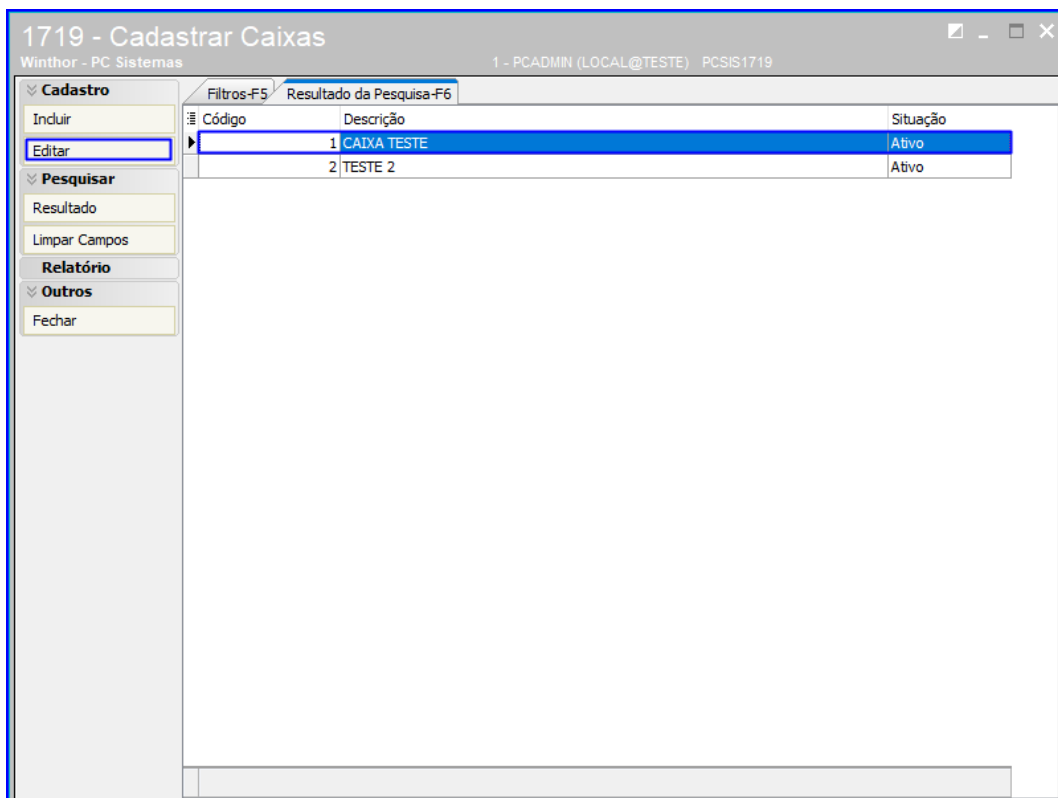 1719 - Cadastrar Caixas
Winthor - PC Sistemas 1 - PCADMIN (LOCAL@TESTE) PCSIS1719
Cadastro
Incluir
Editar
Pesquisar
Resultado
Limpar Campos
Relatório
Outros
Fechar
Filtros-F5 Resultado da Pesquisa-F6
Código Descrição Situação
1 CAIXA TESTE Ativo
2 TESTE 2 Ativo